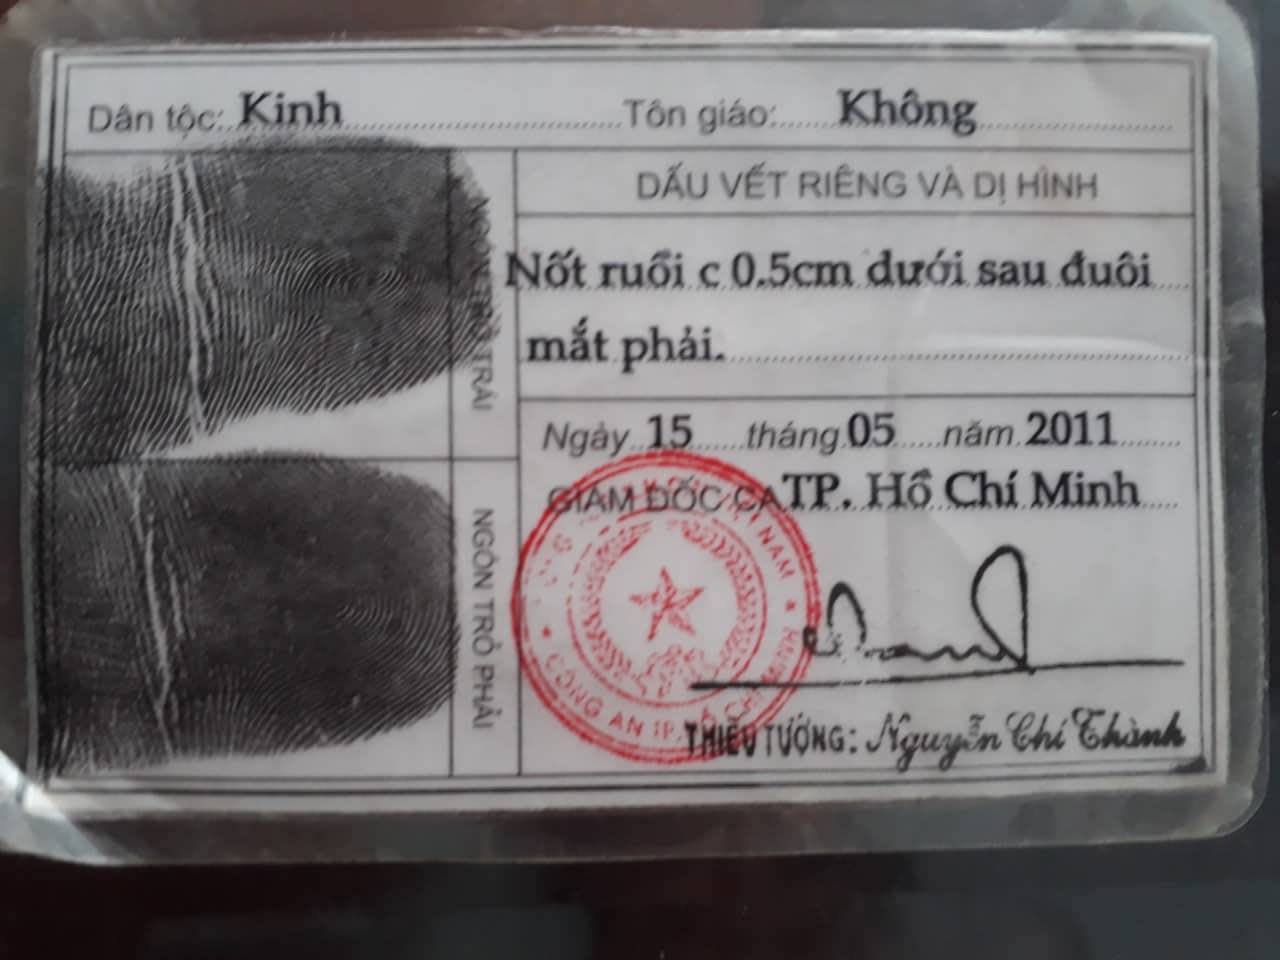 Dân tộc: Kinh Tôn giáo: Không
NGÓN TRỎ TRÁI
DẤU VẾT RIÊNG VÀ DỊ HÌNH
Nốt ruồi c 0.5cm dưới sau đuôi
mắt phải.
Ngày 15 tháng 05 năm 2011
GIÁM ĐỐC CA TP. Hồ Chí Minh
NGÓN TRỎ PHẢI
VIỆT NAM
CÔNG AN TP. HỒ CHÍ MINH
THIẾU TƯỚNG: Nguyễn Chí Thành